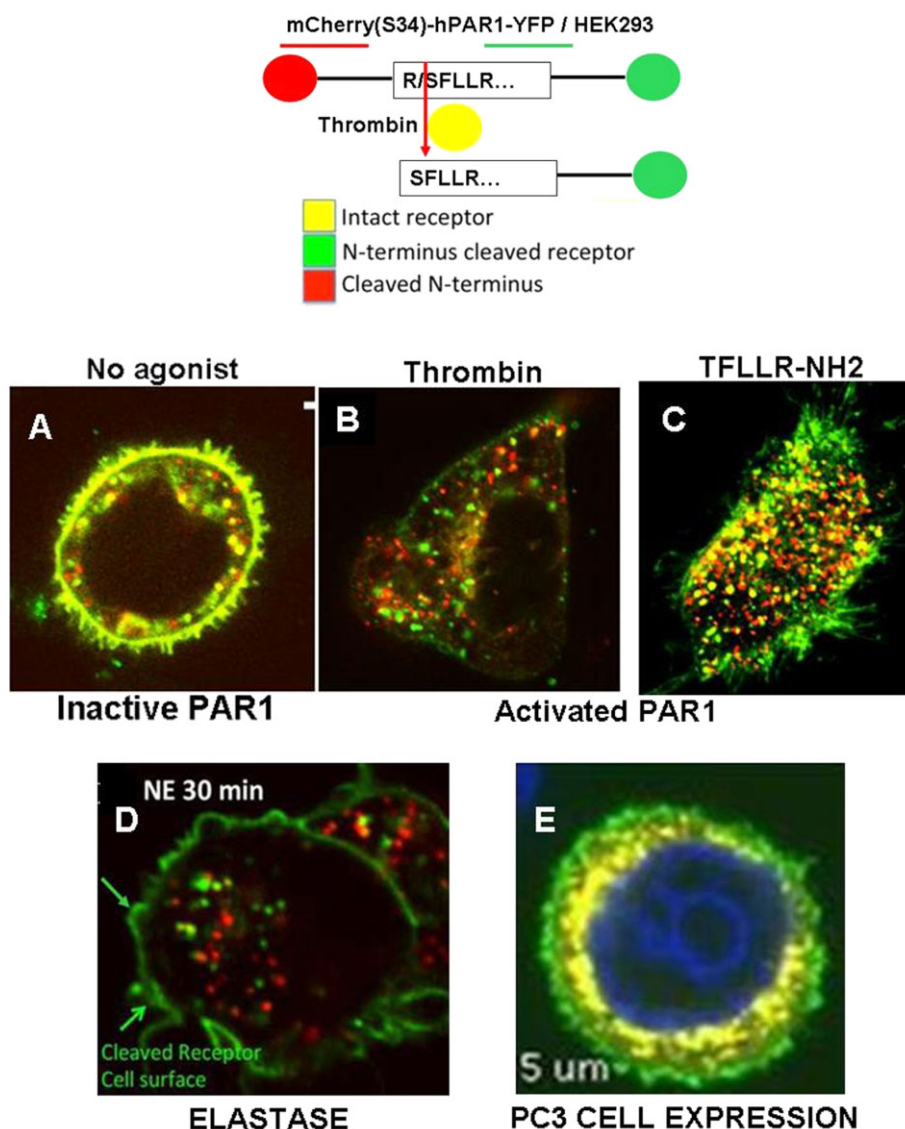 mCherry(S34)-hPAR1-YFP / HEK293
R/SFLLR...
Thrombin
SFLLR...
Intact receptor
N-terminus cleaved receptor
Cleaved N-terminus
No agonist
Thrombin
TFLLR-NH2
A
B
C
Inactive PAR1
Activated PAR1
NE 30 min
D
E
Cleaved Receptor
Cell surface
5 um
ELASTASE
PC3 CELL EXPRESSION